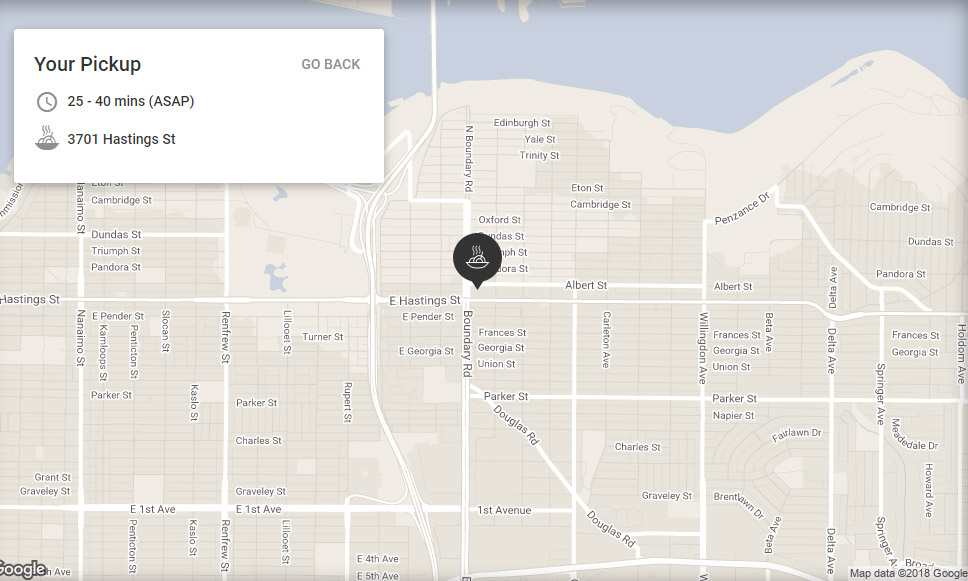 Your Pickup
GO BACK
25 - 40 mins (ASAP)
3701 Hastings St
N Boundary Rd
Edinburgh St
Yale St
Trinity St
Eton St
Cambridge St
Penzance Dr
Cambridge St
Nanaimo St
Eton St
Cambridge St
Oxford St
Dundas St
Triumph St
Pandora St
Dundas St
Pandora St
Dundas St
Pandora St
Delta Ave
Albert St
Albert St
Hastings St
E Hastings St
E Pender St
E Pender St
Nanaimo St
Kamloops St
Penticton St
Slocan St
Renfrew St
Lillooet St
Turner St
Boundary Rd
Frances St
Georgia St
Union St
E Georgia St
Carleton Ave
Willingdon Ave
Frances St
Georgia St
Union St
Beta Ave
Delta Ave
Frances St
Georgia St
Holdom Ave
Springer Ave
Parker St
Kaslo St
Parker St
Rupert St
Parker St
Douglas Rd
Parker St
Napier St
Charles St
Charles St
Fairlawn Dr
Meadedale Dr
Howard Ave
Grant St
Graveley St
Graveley St
Graveley St
Brentlawn Dr
E 1st Ave
E 1st Ave
1st Avenue
Douglas Rd
Penticton St
Kaslo St
Renfrew St
Lillooet St
Beta Ave
Delta Ave
Springer Ave
E 4th Ave
E 5th Ave
Google
Map data ©2018 Google